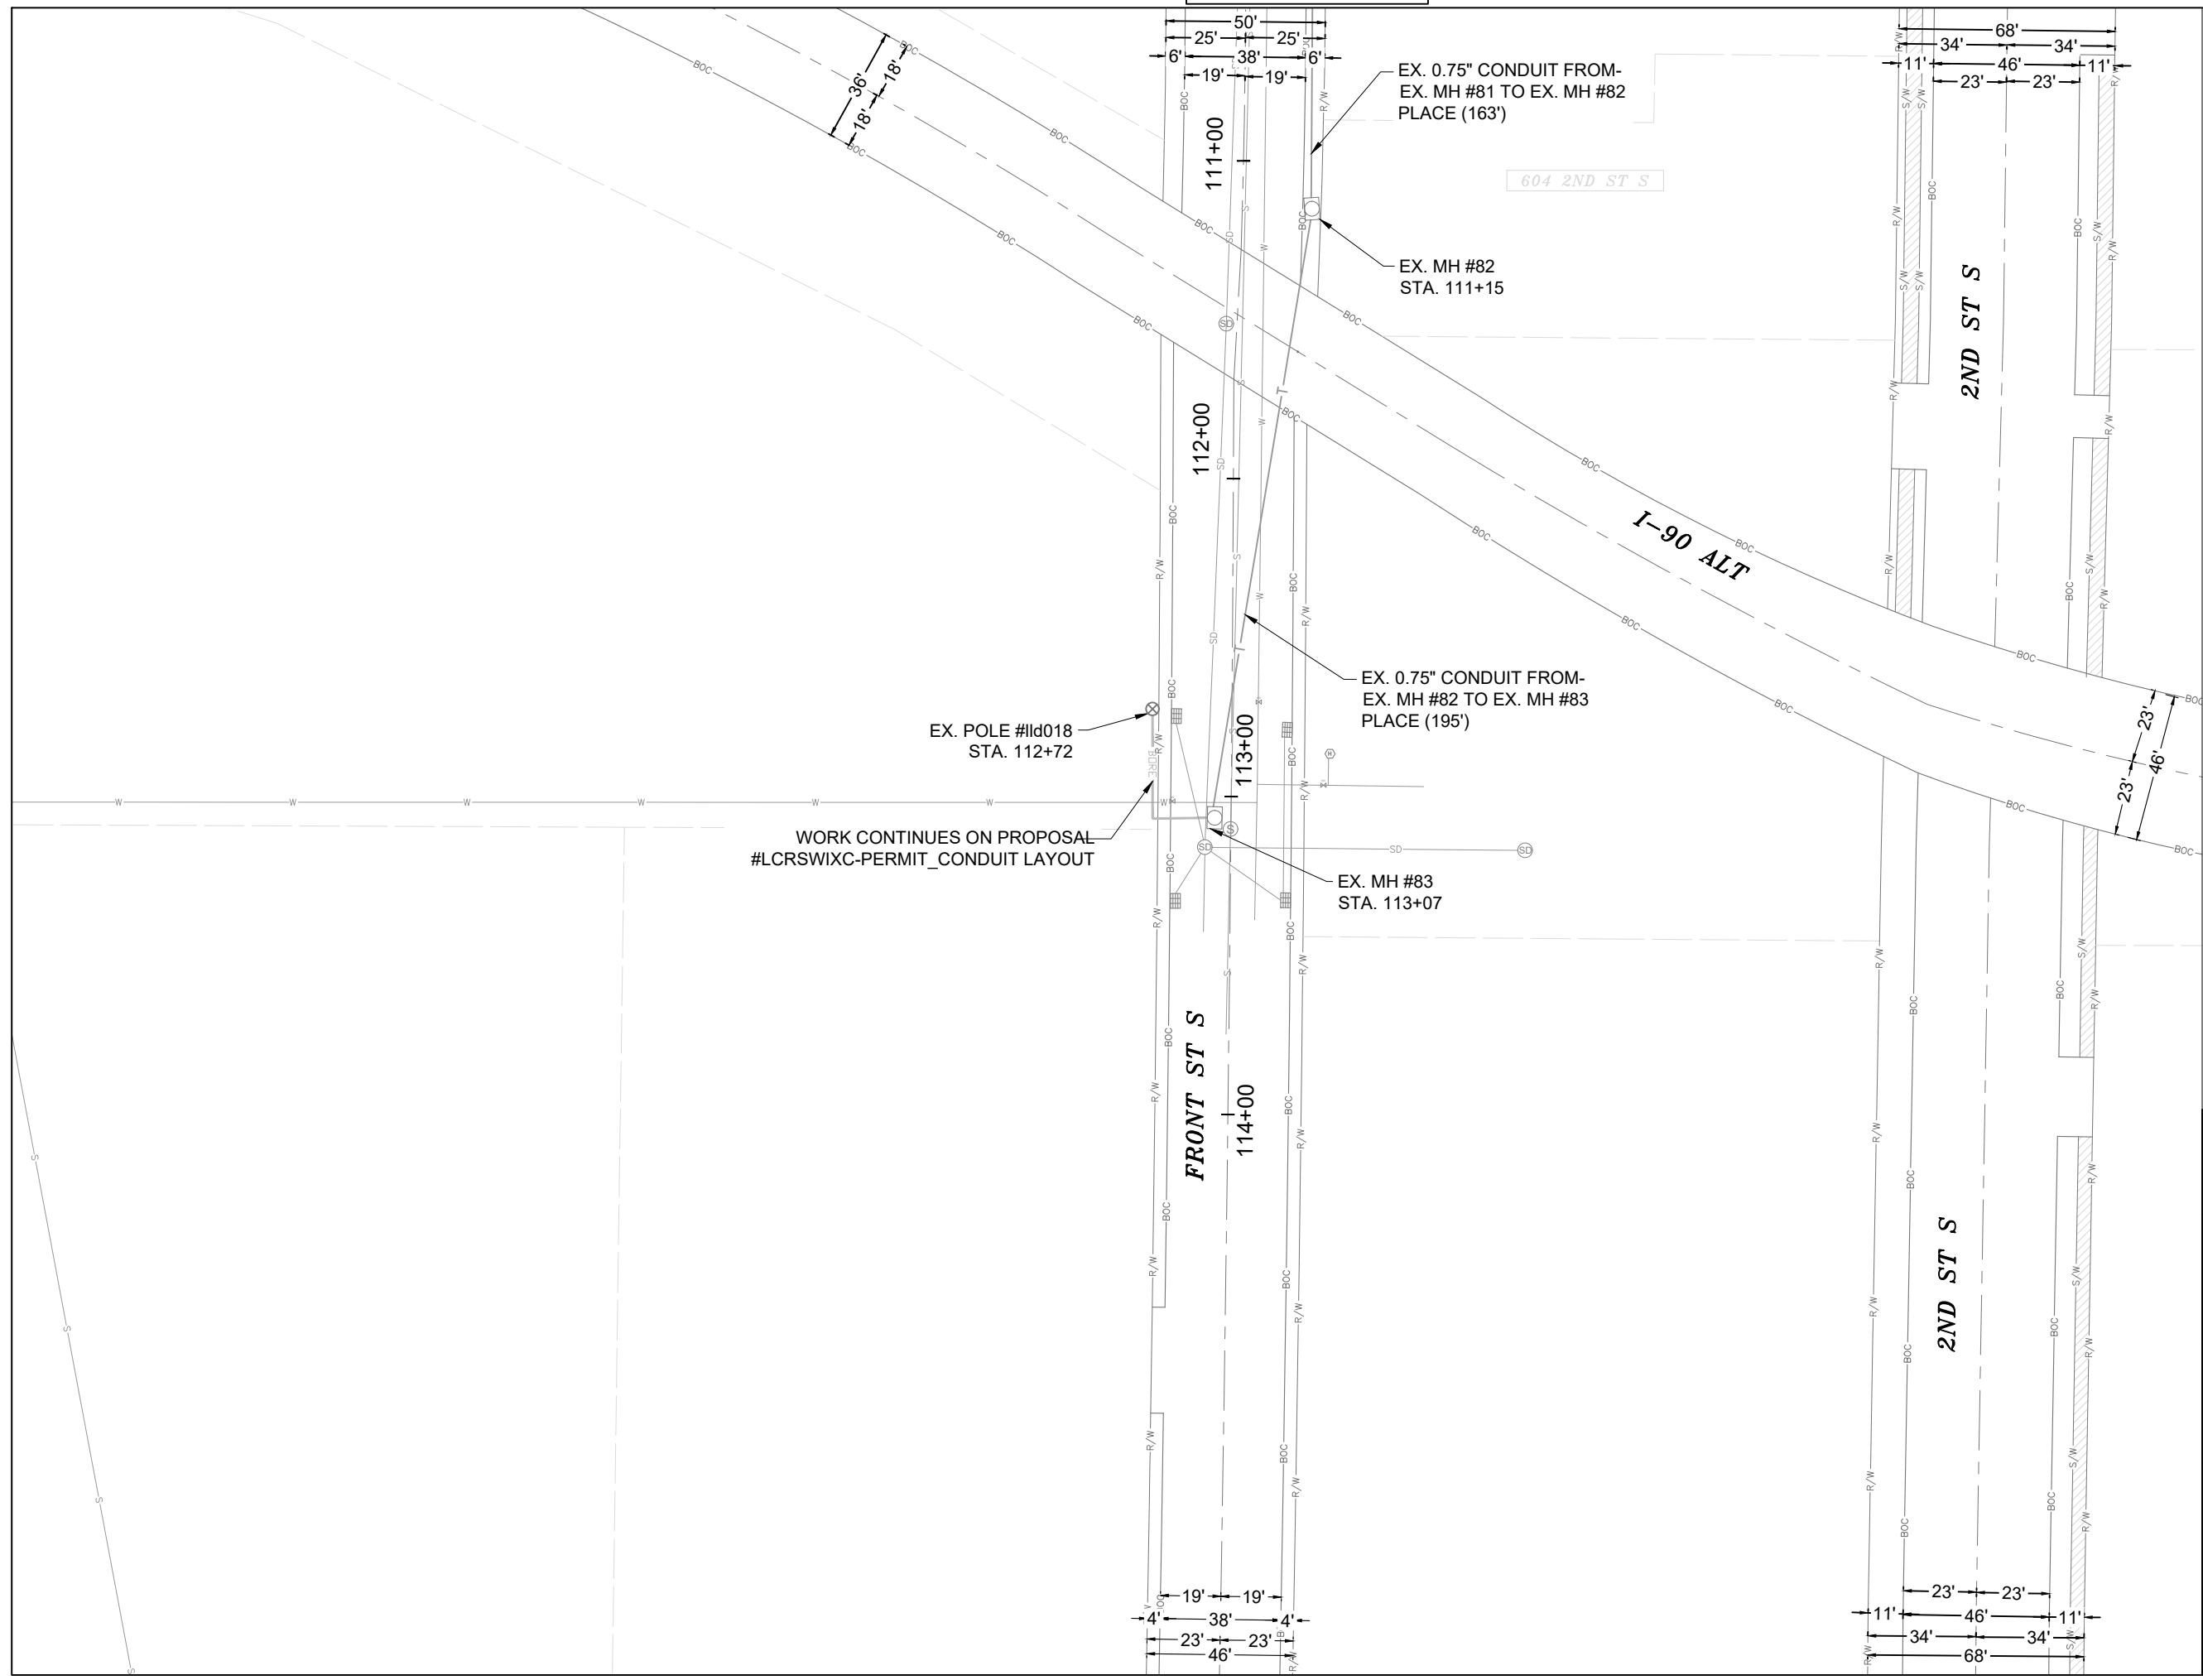 50'
25' 25'
6' 38' 6'
19' 19'
68'
34' 34'
11' 46' 11'
23' 23'
36'
18'
18'
EX. 0.75" CONDUIT FROM-
EX. MH #81 TO EX. MH #82
PLACE (163')
111+00
604 2ND ST S
EX. MH #82
STA. 111+15
2ND ST S
112+00
I-90 ALT
EX. 0.75" CONDUIT FROM-
EX. MH #82 TO EX. MH #83
PLACE (195')
EX. POLE #lld018
STA. 112+72
113+00
BORE
23'
46'
23'
WORK CONTINUES ON PROPOSAL
#LCRSWIXC-PERMIT_CONDUIT LAYOUT
EX. MH #83
STA. 113+07
FRONT ST S
114+00
2ND ST S
19' 19'
4' 38' 4'
23' 23'
46'
23' 23'
11' 46' 11'
34' 34'
68'
BOC
R/W
S/W
SD
S
W
T
H